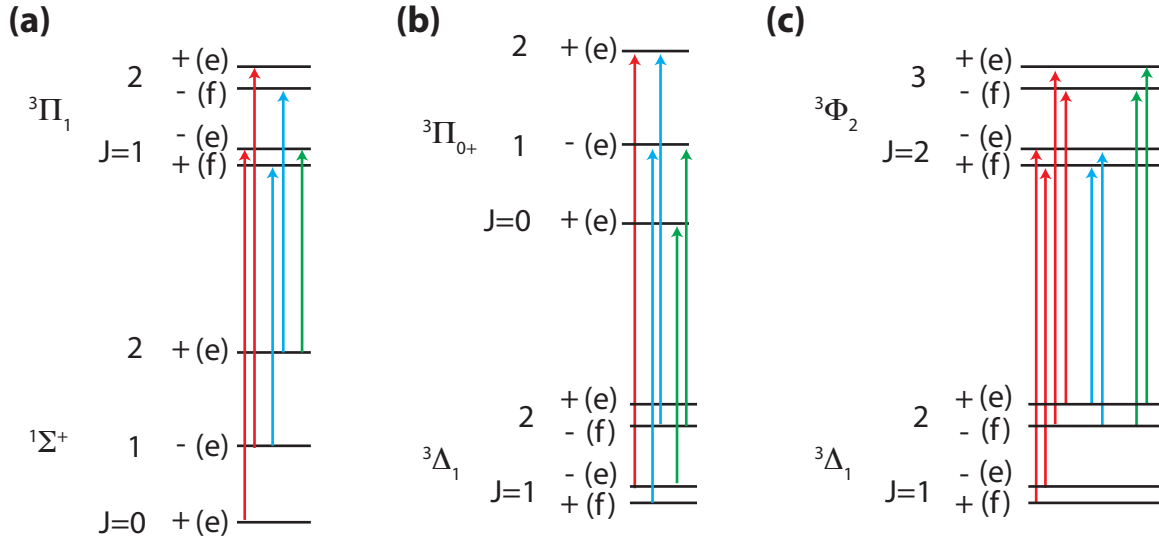 (a)
+ (e)
2
- (f)
³Π₁
- (e)
J=1
+ (f)
2 + (e)
¹Σ⁺
1 - (e)
J=0 + (e)
(b)
2 + (e)
³Π₀₊
1 - (e)
J=0 + (e)
+ (e)
2
- (f)
³Δ₁
- (e)
J=1
+ (f)
(c)
+ (e)
3
- (f)
³Φ₂
- (e)
J=2
+ (f)
+ (e)
2
- (f)
³Δ₁
- (e)
J=1
+ (f)